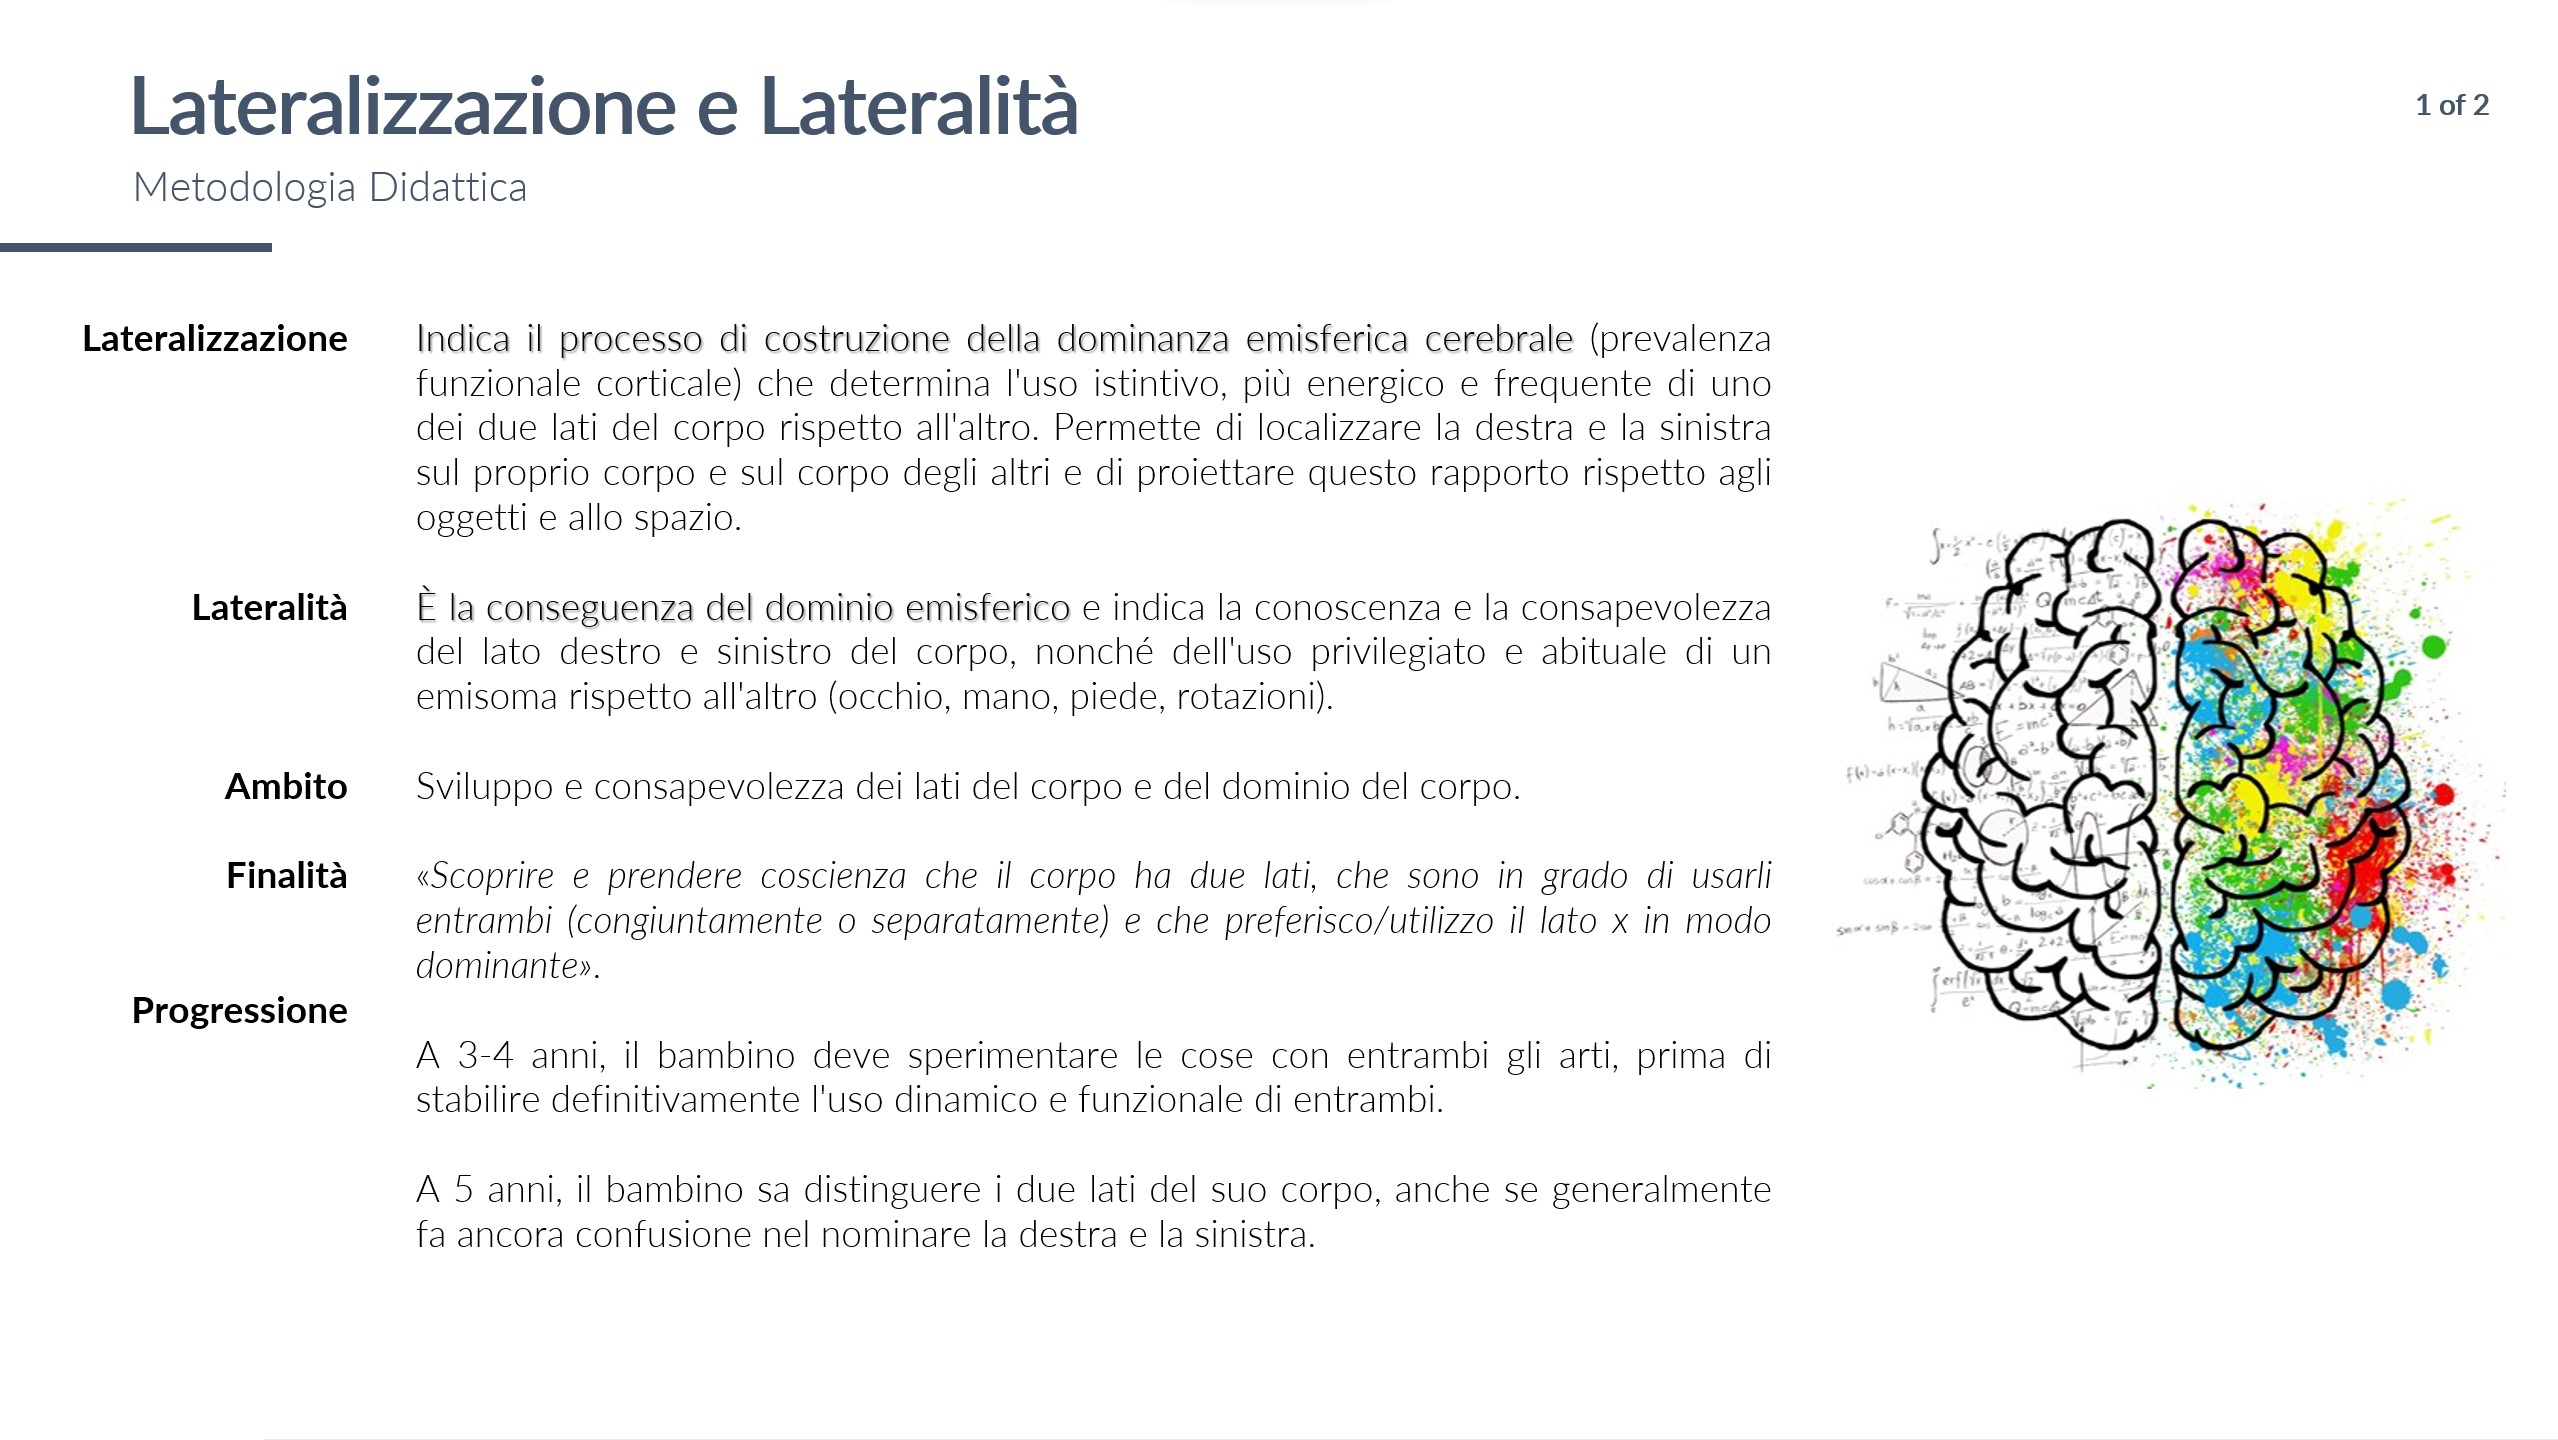 Lateralizzazione e Lateralità
1 of 2
Metodologia Didattica
Lateralizzazione
Indica il processo di costruzione della dominanza emisferica cerebrale (prevalenza
funzionale corticale) che determina l'uso istintivo, più energico e frequente di uno
dei due lati del corpo rispetto all'altro. Permette di localizzare la destra e la sinistra
sul proprio corpo e sul corpo degli altri e di proiettare questo rapporto rispetto agli
oggetti e allo spazio.
Lateralità
È la conseguenza del dominio emisferico e indica la conoscenza e la consapevolezza
del lato destro e sinistro del corpo, nonché dell'uso privilegiato e abituale di un
emisoma rispetto all'altro (occhio, mano, piede, rotazioni).
Ambito
Sviluppo e consapevolezza dei lati del corpo e del dominio del corpo.
Finalità
«Scoprire e prendere coscienza che il corpo ha due lati, che sono in grado di usarli
entrambi (congiuntamente o separatamente) e che preferisco/utilizzo il lato x in modo
dominante».
Progressione
A 3-4 anni, il bambino deve sperimentare le cose con entrambi gli arti, prima di
stabilire definitivamente l'uso dinamico e funzionale di entrambi.
A 5 anni, il bambino sa distinguere i due lati del suo corpo, anche se generalmente
fa ancora confusione nel nominare la destra e la sinistra.